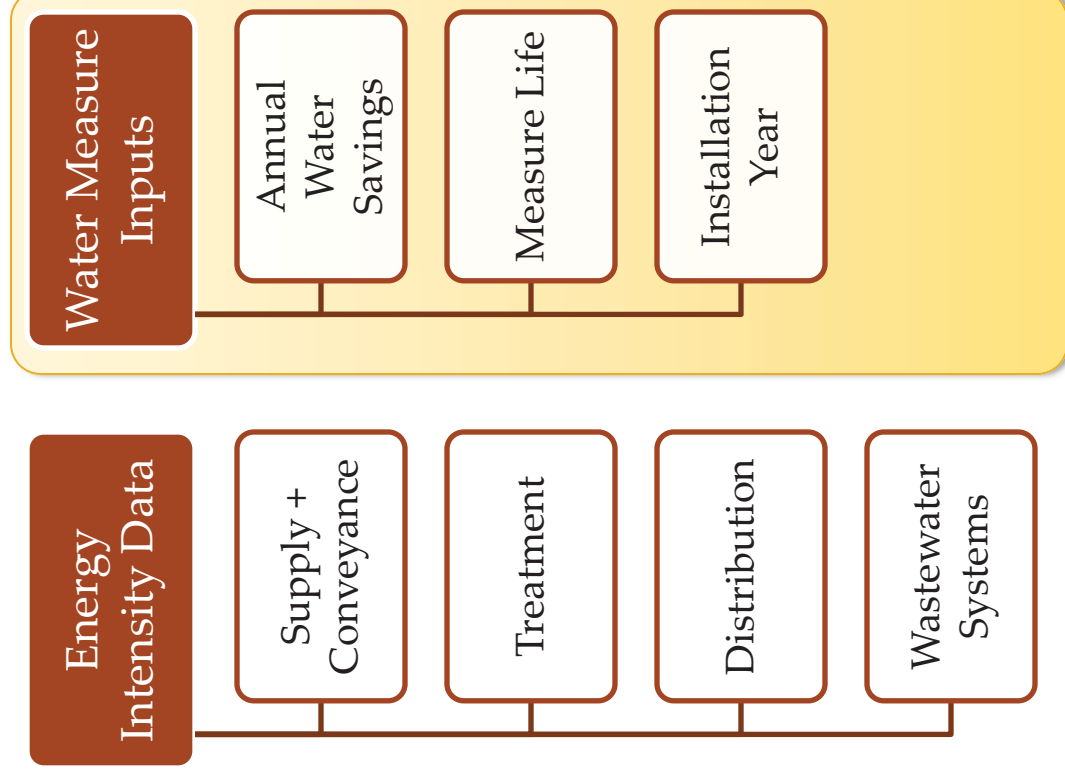 Energy
Intensity Data
Supply +
Conveyance
Treatment
Distribution
Wastewater
Systems
Water Measure
Inputs
Annual
Water
Savings
Measure Life
Installation
Year